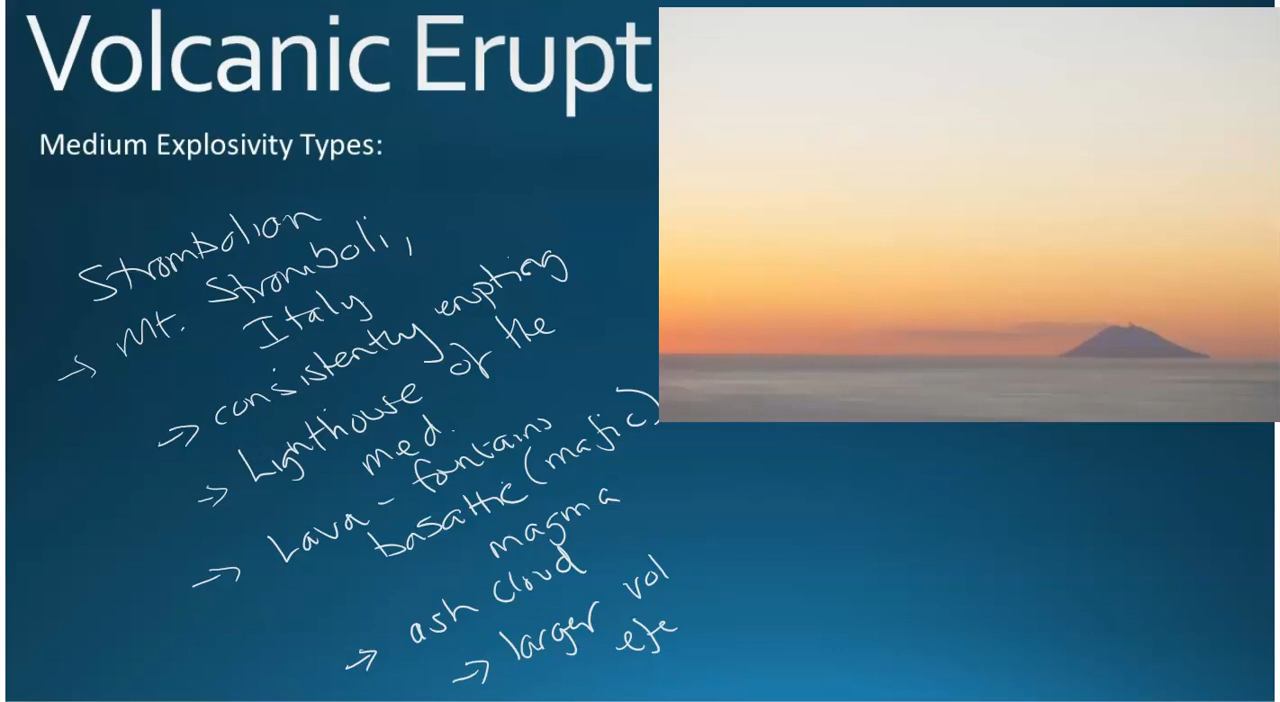 Volcanic Erupt
Medium Explosivity Types:
Strombolian
→ Mt. Stromboli,
Italy
→ consistently erupting
→ Lighthouse of the
med.
→ Lava - fountains
basaltic (mafic)
magma
→ ash cloud
→ larger vol